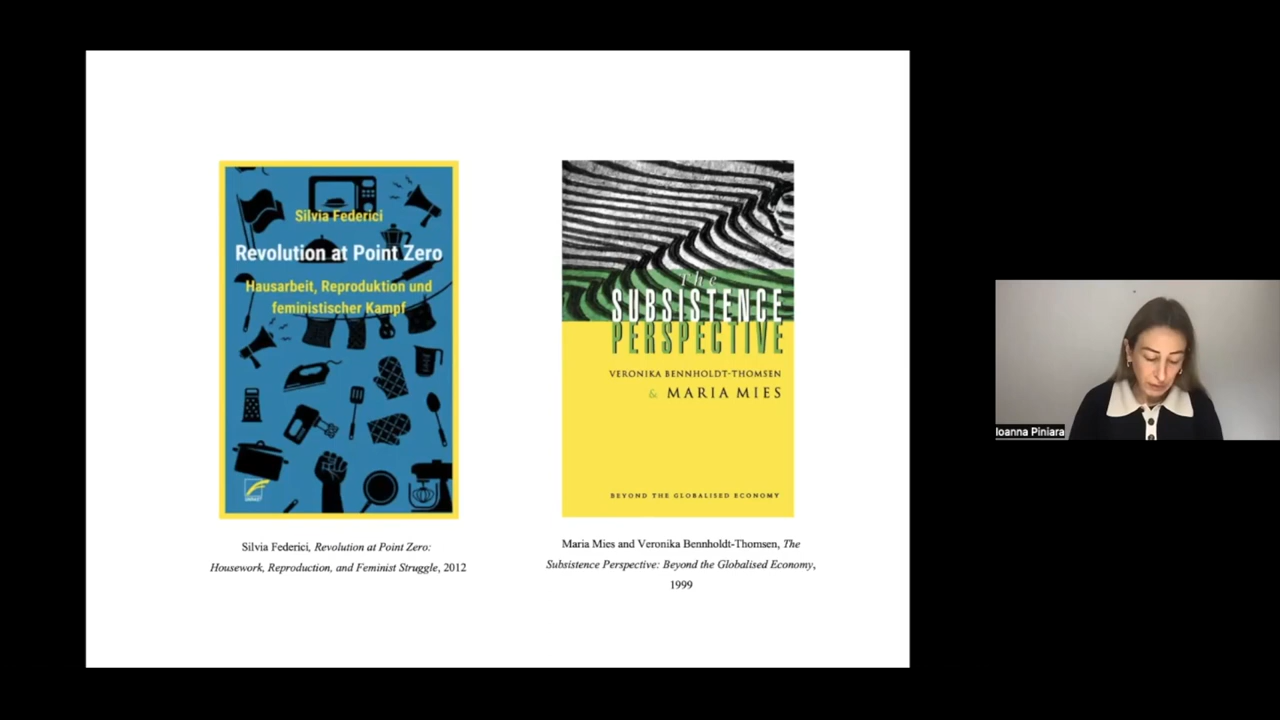 Silvia Federici
Revolution at Point Zero
Hausarbeit, Reproduktion und
feministischer Kampf
Silvia Federici, Revolution at Point Zero:
Housework, Reproduction, and Feminist Struggle, 2012
The
SUBSISTENCE
PERSPECTIVE
VERONIKA BENNHOLDT-THOMSEN
& MARIA MIES
BEYOND THE GLOBALISED ECONOMY
Maria Mies and Veronika Bennholdt-Thomsen, The
Subsistence Perspective: Beyond the Globalised Economy,
1999
Ioanna Piniara